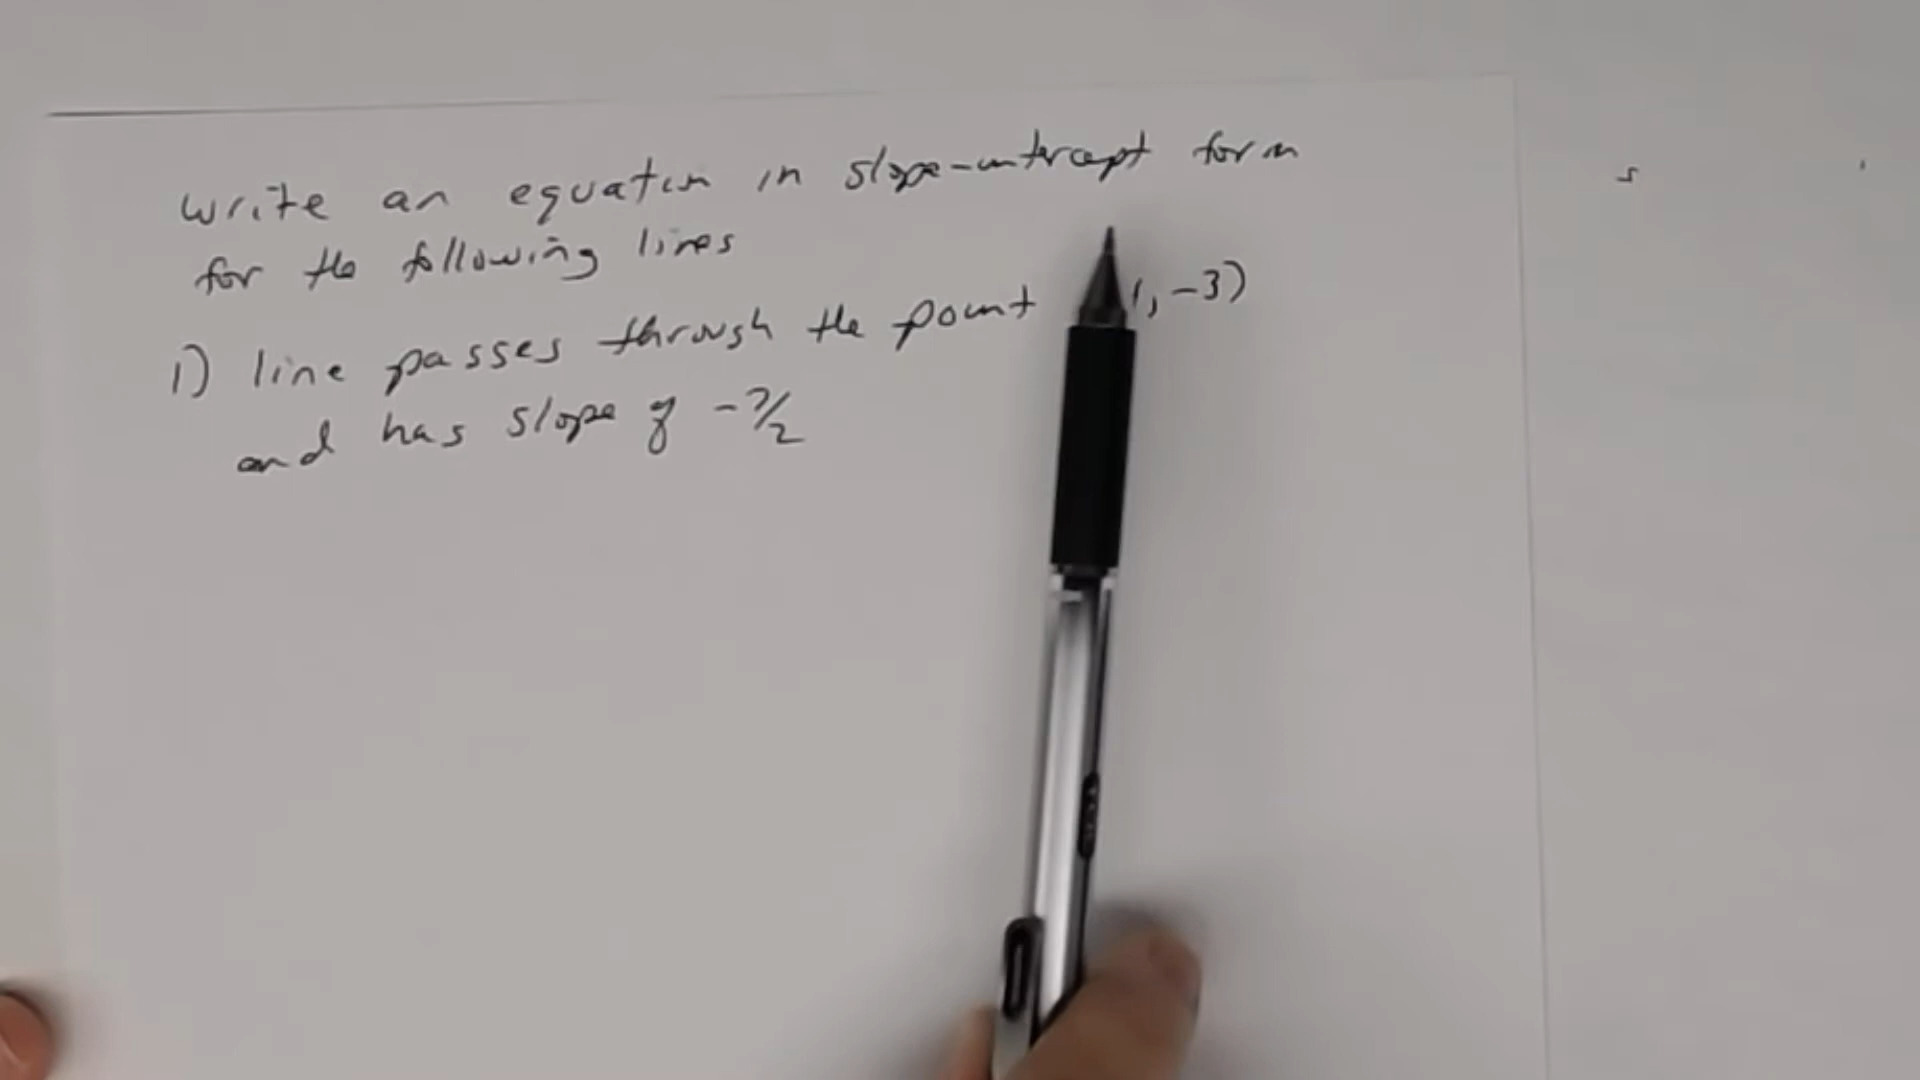 Write an equation in slope-intercept form
for the following lines
1) line passes through the point 1, -3)
and has slope of -7/2
s